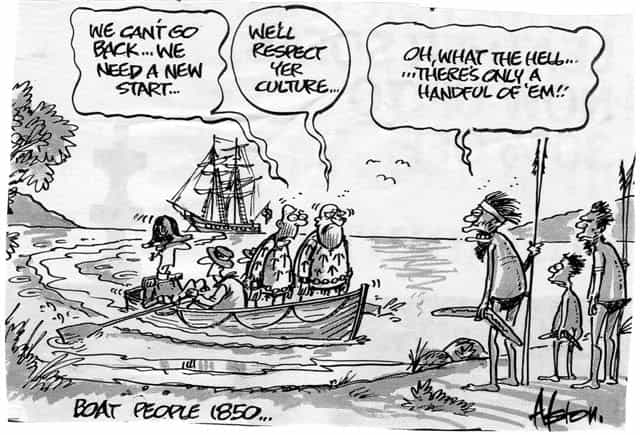 WE CAN'T GO
BACK... WE
NEED A NEW
START...
WE'LL
RESPECT
YER
CULTURE...
OH, WHAT THE HELL...
...THERE'S ONLY A
HANDFUL OF 'EM!!
BOAT PEOPLE 1850...